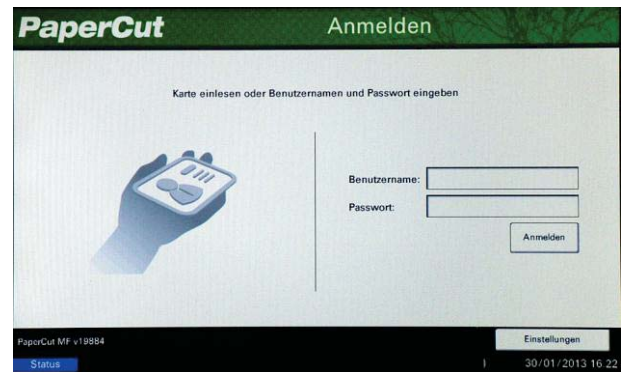 PaperCut
Anmelden
Karte einlesen oder Benutzernamen und Passwort eingeben
Benutzername:
Passwort:
Anmelden
PaperCut MF v19884
Einstellungen
Status
30/01/2013 16 22